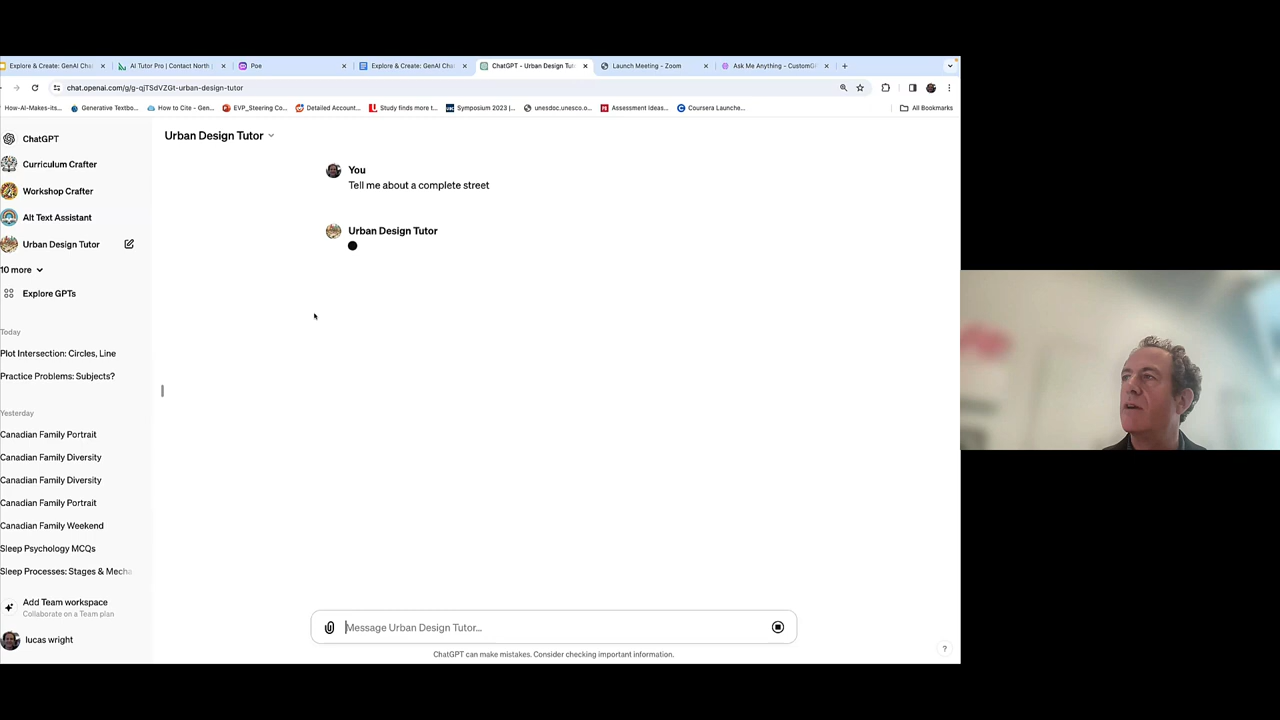 Explore & Create: GenAI Cha
AI Tutor Pro | Contact North |
Poe
Explore & Create: GenAI Cha
ChatGPT - Urban Design Tuto
Launch Meeting - Zoom
Ask Me Anything - CustomGP
chat.openai.com/g/g-qjTSdVZGt-urban-design-tutor
How-AI-Makes-its...
Generative Textbo...
How to Cite - Gen...
EVP_Steering Co...
Detailed Account...
Study finds more t...
Symposium 2023 |...
unesdoc.unesco.o...
Assessment Ideas...
Coursera Launche...
All Bookmarks
ChatGPT
Curriculum Crafter
Workshop Crafter
Alt Text Assistant
Urban Design Tutor
10 more
Explore GPTs
Today
Plot Intersection: Circles, Line
Practice Problems: Subjects?
Yesterday
Canadian Family Portrait
Canadian Family Diversity
Canadian Family Diversity
Canadian Family Portrait
Canadian Family Weekend
Sleep Psychology MCQs
Sleep Processes: Stages & Mecha
Add Team workspace
Collaborate on a Team plan
lucas wright
Urban Design Tutor
You
Tell me about a complete street
Urban Design Tutor
Message Urban Design Tutor...
ChatGPT can make mistakes. Consider checking important information.
?